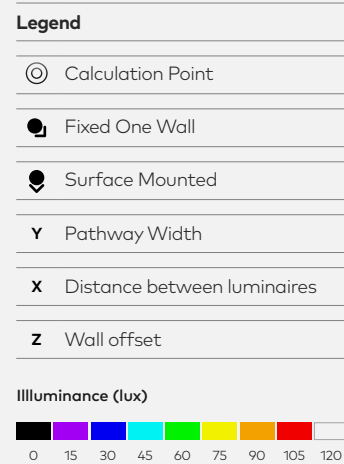 Legend
Calculation Point
Fixed One Wall
Surface Mounted
Y Pathway Width
X Distance between luminaires
Z Wall offset
Illluminance (lux)
0 15 30 45 60 75 90 105 120